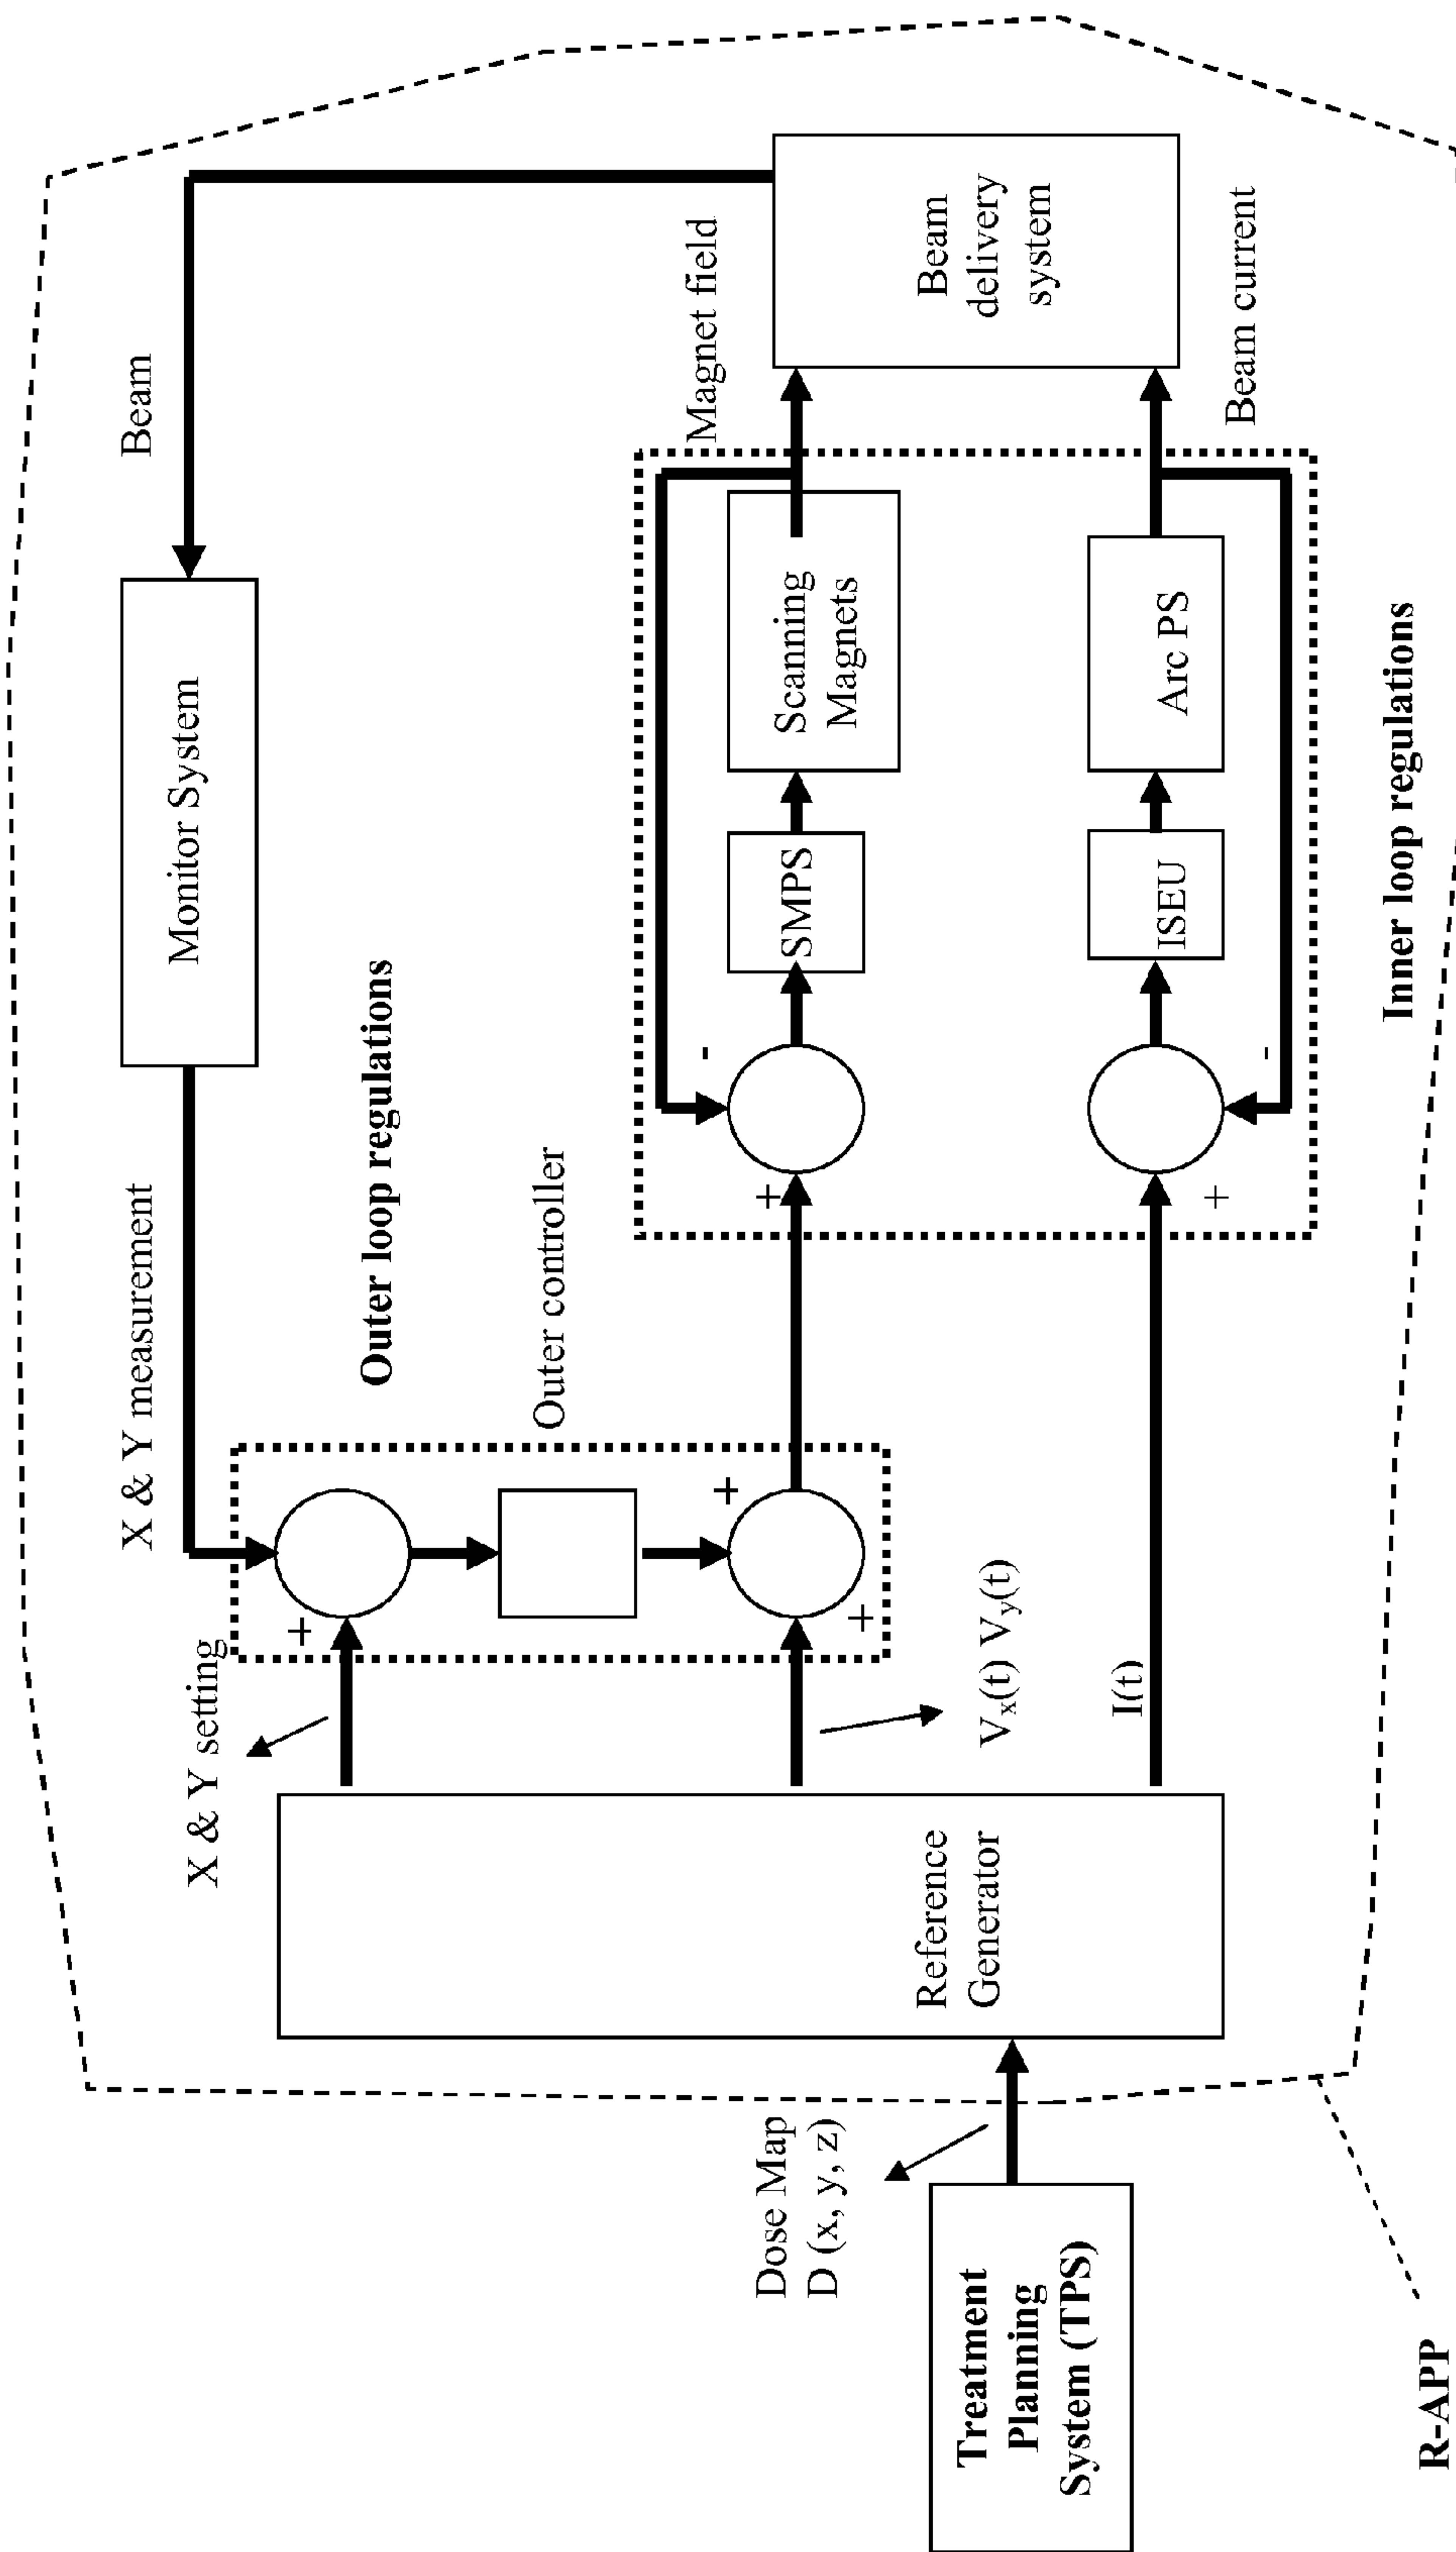 Beam
X & Y measurement
Monitor System
X & Y setting
+
Outer loop regulations
Outer controller
+
+
Magnet field
-
+
SMPS
Scanning
Magnets
Beam
delivery
system
Dose Map
D (x, y, z)
Treatment
Planning
System (TPS)
Reference
Generator
Vx(t) Vy(t)
I(t)
ISEU
Arc PS
+
-
Beam current
Inner loop regulations
R-APP